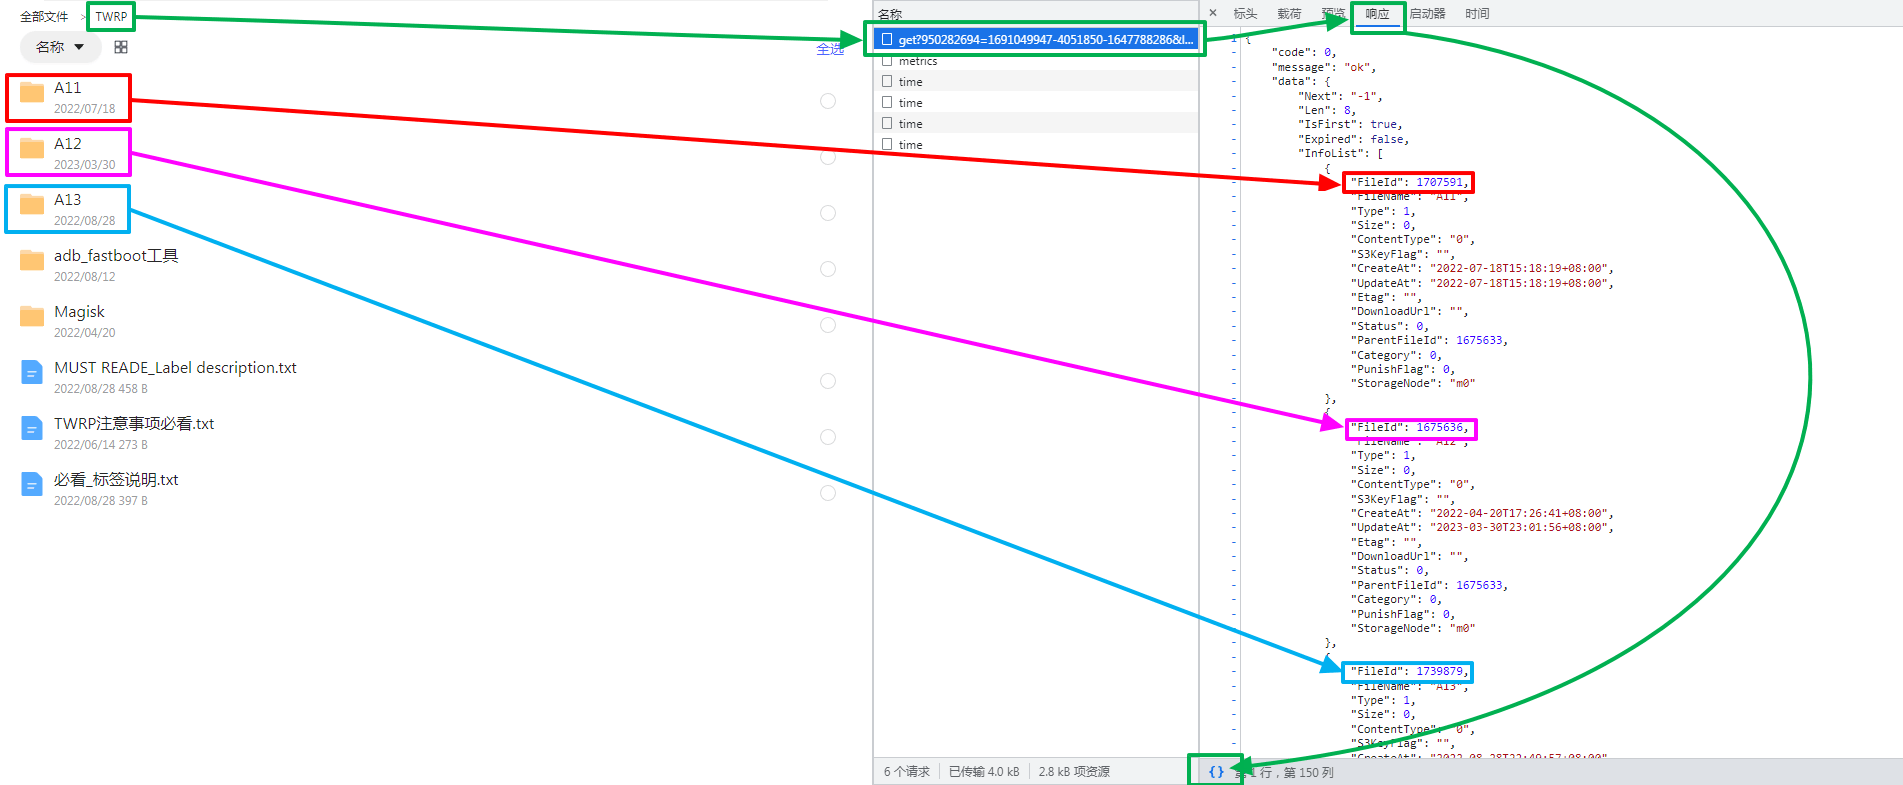 全部文件 > TWRP
名称
全选
A11
2022/07/18
A12
2023/03/30
A13
2022/08/28
adb_fastboot工具
2022/08/12
Magisk
2022/04/20
MUST READE_Label description.txt
2022/08/28 458 B
TWRP注意事项必看.txt
2022/06/14 273 B
必看_标签说明.txt
2022/08/28 397 B
名称
get?950282694=1691049947-4051850-1647788286&l...
metrics
time
time
time
time
6 个请求 已传输 4.0 kB 2.8 kB 项资源
× 标头 载荷 预览 响应 启动器 时间
1 {
- "code": 0,
- "message": "ok",
- "data": {
- "Next": "-1",
- "Len": 8,
- "IsFirst": true,
- "Expired": false,
- "InfoList": [
- {
- "FileId": 1707591,
- "FileName": "A11",
- "Type": 1,
- "Size": 0,
- "ContentType": "0",
- "S3KeyFlag": "",
- "CreateAt": "2022-07-18T15:18:19+08:00",
- "UpdateAt": "2022-07-18T15:18:19+08:00",
- "Etag": "",
- "DownloadUrl": "",
- "Status": 0,
- "ParentFileId": 1675633,
- "Category": 0,
- "PunishFlag": 0,
- "StorageNode": "m0"
- },
- {
- "FileId": 1675636,
- "FileName": "A12",
- "Type": 1,
- "Size": 0,
- "ContentType": "0",
- "S3KeyFlag": "",
- "CreateAt": "2022-04-20T17:26:41+08:00",
- "UpdateAt": "2023-03-30T23:01:56+08:00",
- "Etag": "",
- "DownloadUrl": "",
- "Status": 0,
- "ParentFileId": 1675633,
- "Category": 0,
- "PunishFlag": 0,
- "StorageNode": "m0"
- },
- {
- "FileId": 1739879,
- "FileName": "A13",
- "Type": 1,
- "Size": 0,
- "ContentType": "0",
- "S3KeyFlag": "",
- "CreateAt": "2022-08-28T22:49:57+08:00"
{} 第 1 行，第 150 列